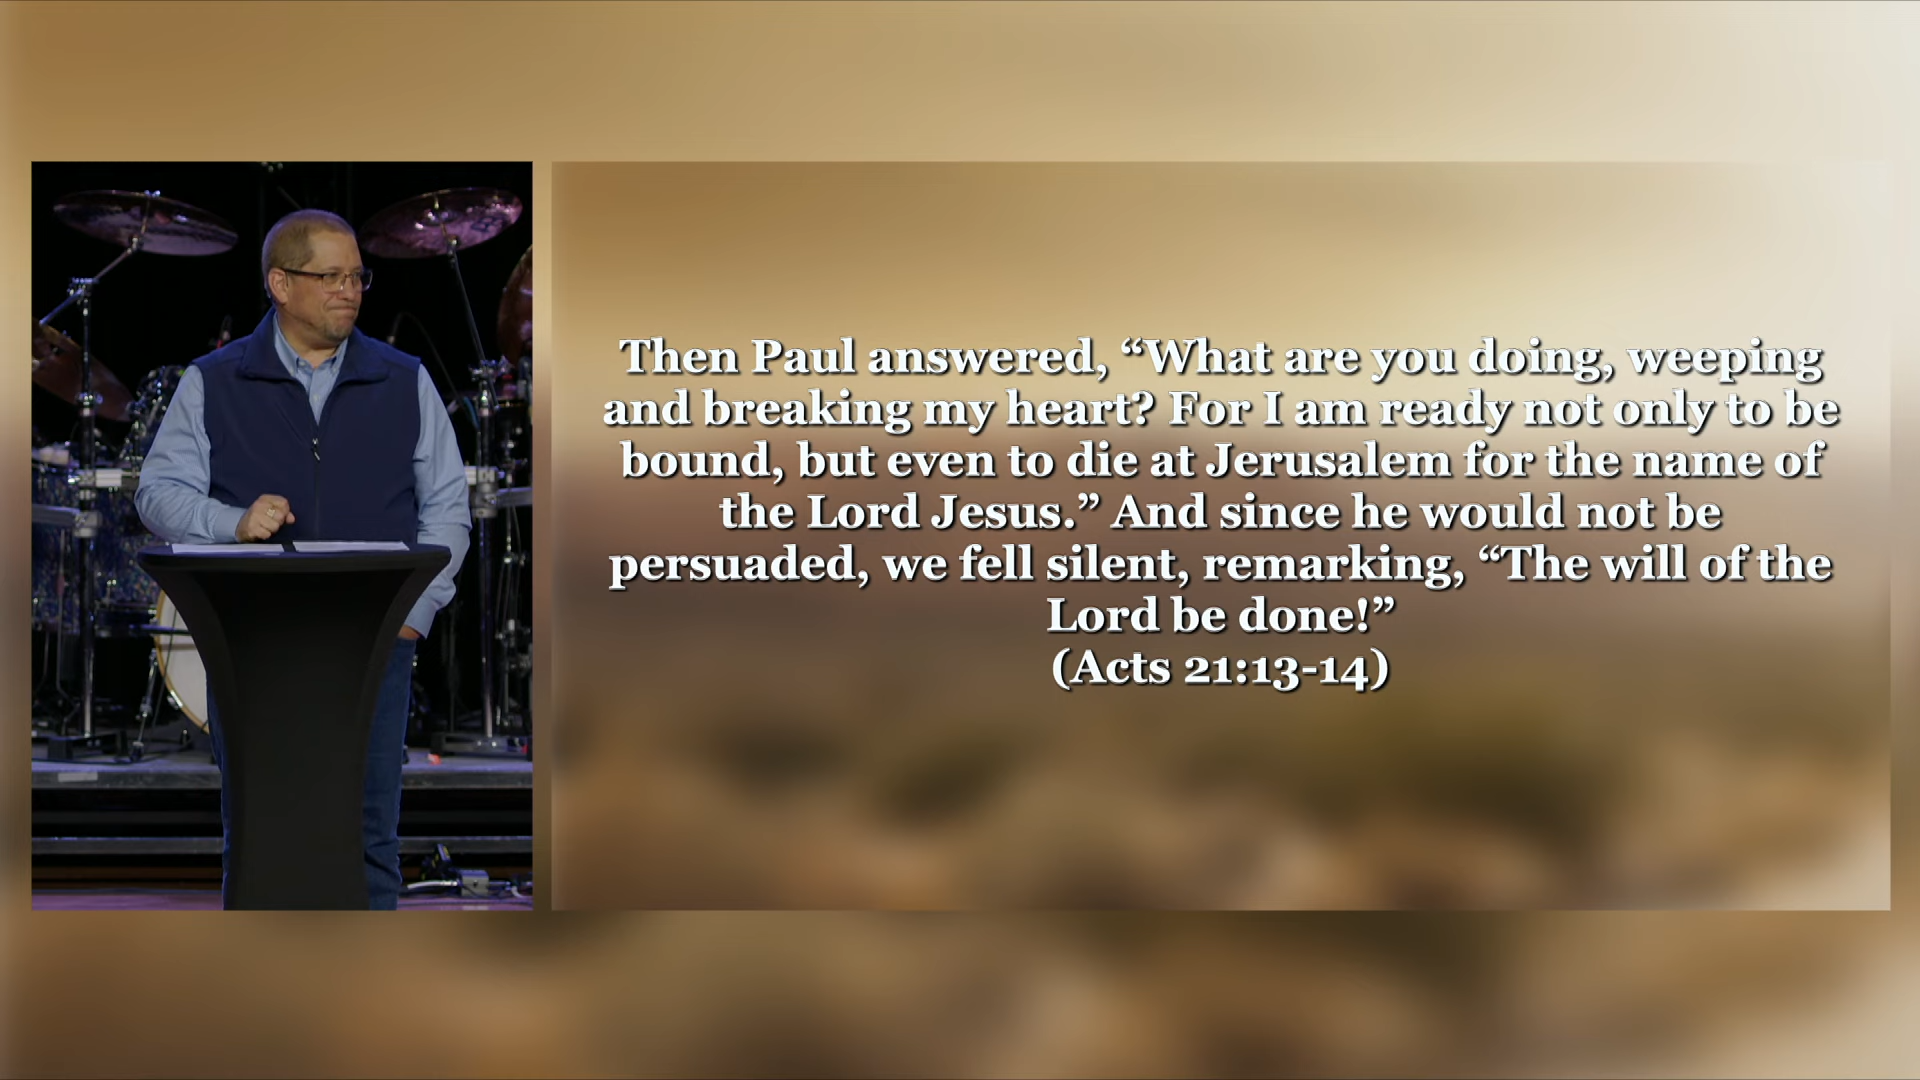 Then Paul answered, “What are you doing, weeping
and breaking my heart? For I am ready not only to be
bound, but even to die at Jerusalem for the name of
the Lord Jesus.” And since he would not be
persuaded, we fell silent, remarking, “The will of the
Lord be done!”
(Acts 21:13-14)